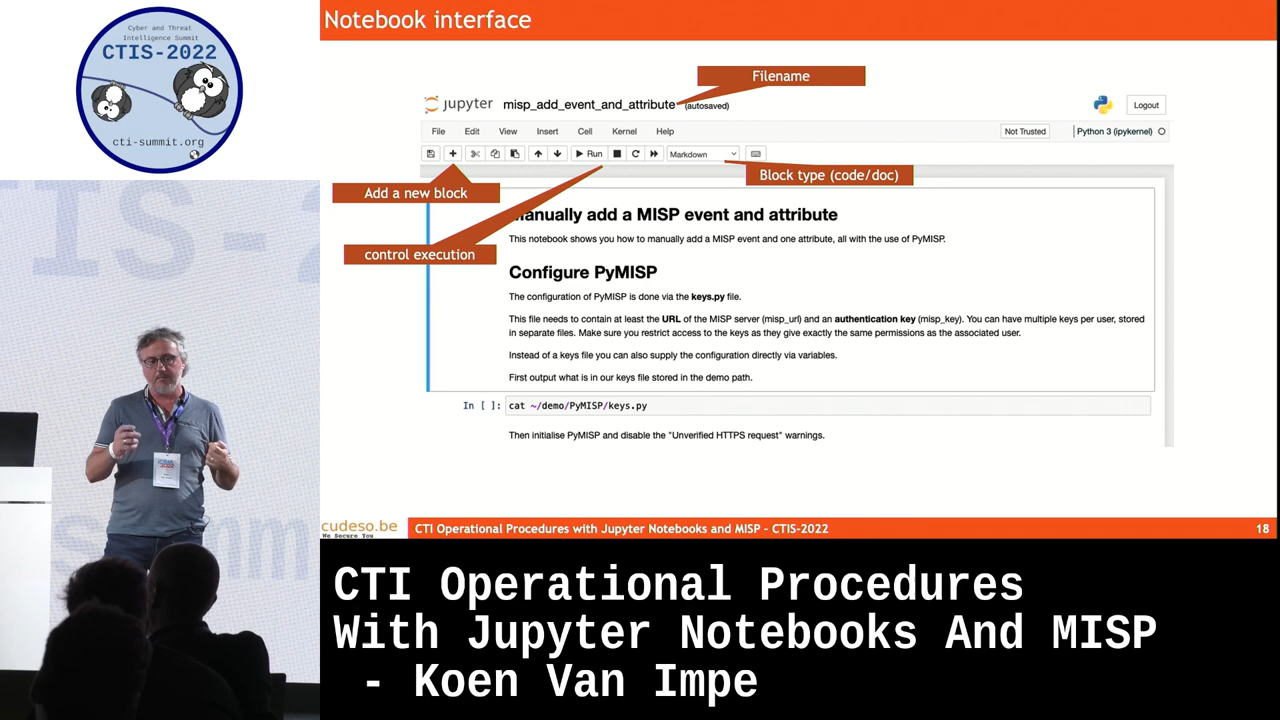 Cyber and Threat
Intelligence Summit
CTIS-2022
cti-summit.org
Notebook interface
Filename
jupyter misp_add_event_and_attribute (autosaved)
Logout
File Edit View Insert Cell Kernel Help
Not Trusted
Python 3 (ipykernel)
Run
Markdown
Block type (code/doc)
Add a new block
control execution
anually add a MISP event and attribute
This notebook shows you how to manually add a MISP event and one attribute, all with the use of PyMISP.
Configure PyMISP
The configuration of PyMISP is done via the keys.py file.
This file needs to contain at least the URL of the MISP server (misp_url) and an authentication key (misp_key). You can have multiple keys per user, stored
in separate files. Make sure you restrict access to the keys as they give exactly the same permissions as the associated user.
Instead of a keys file you can also supply the configuration directly via variables.
First output what is in our keys file stored in the demo path.
In [ ]: cat ~/demo/PyMISP/keys.py
Then initialise PyMISP and disable the "Unverified HTTPS request" warnings.
cudeso.be
We Secure You
CTI Operational Procedures with Jupyter Notebooks and MISP - CTIS-2022
18
CTI Operational Procedures
With Jupyter Notebooks And MISP
- Koen Van Impe